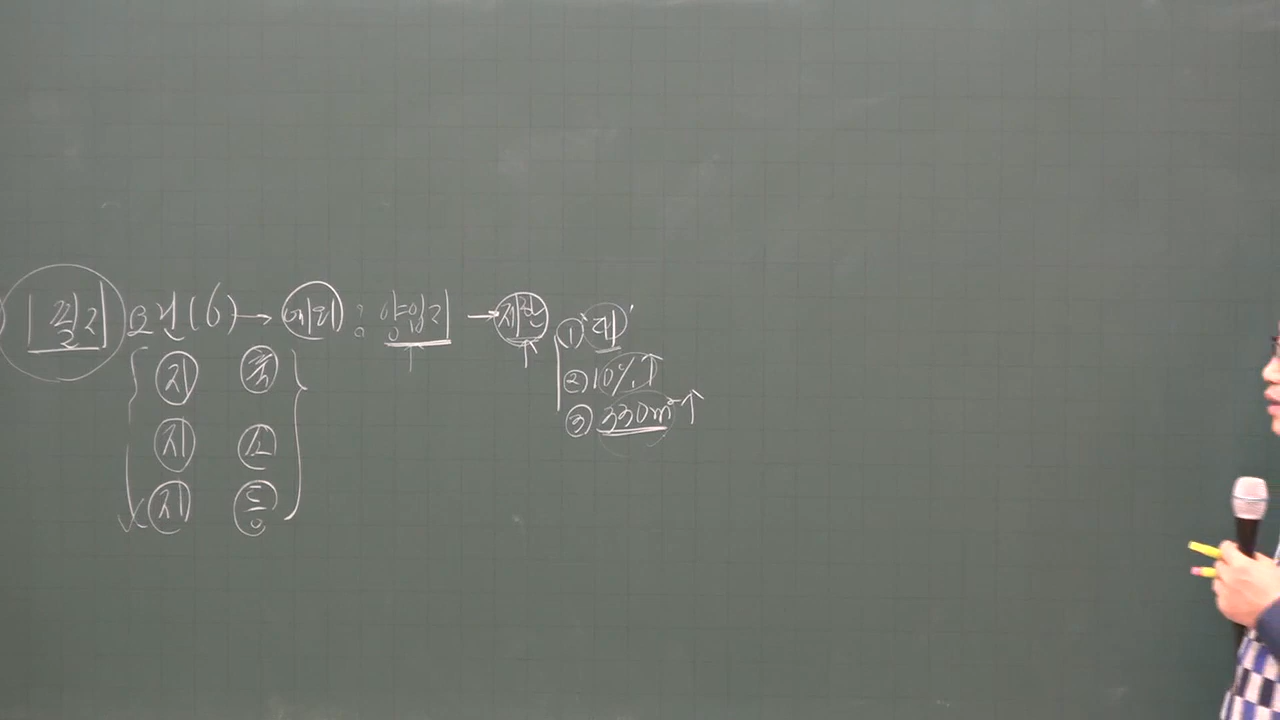 1필지 요건(6) → 예외 : 양입지 → 제한 ① '대'
지 축 ② 10%↑
지 소 ③ 330m²↑
지 등